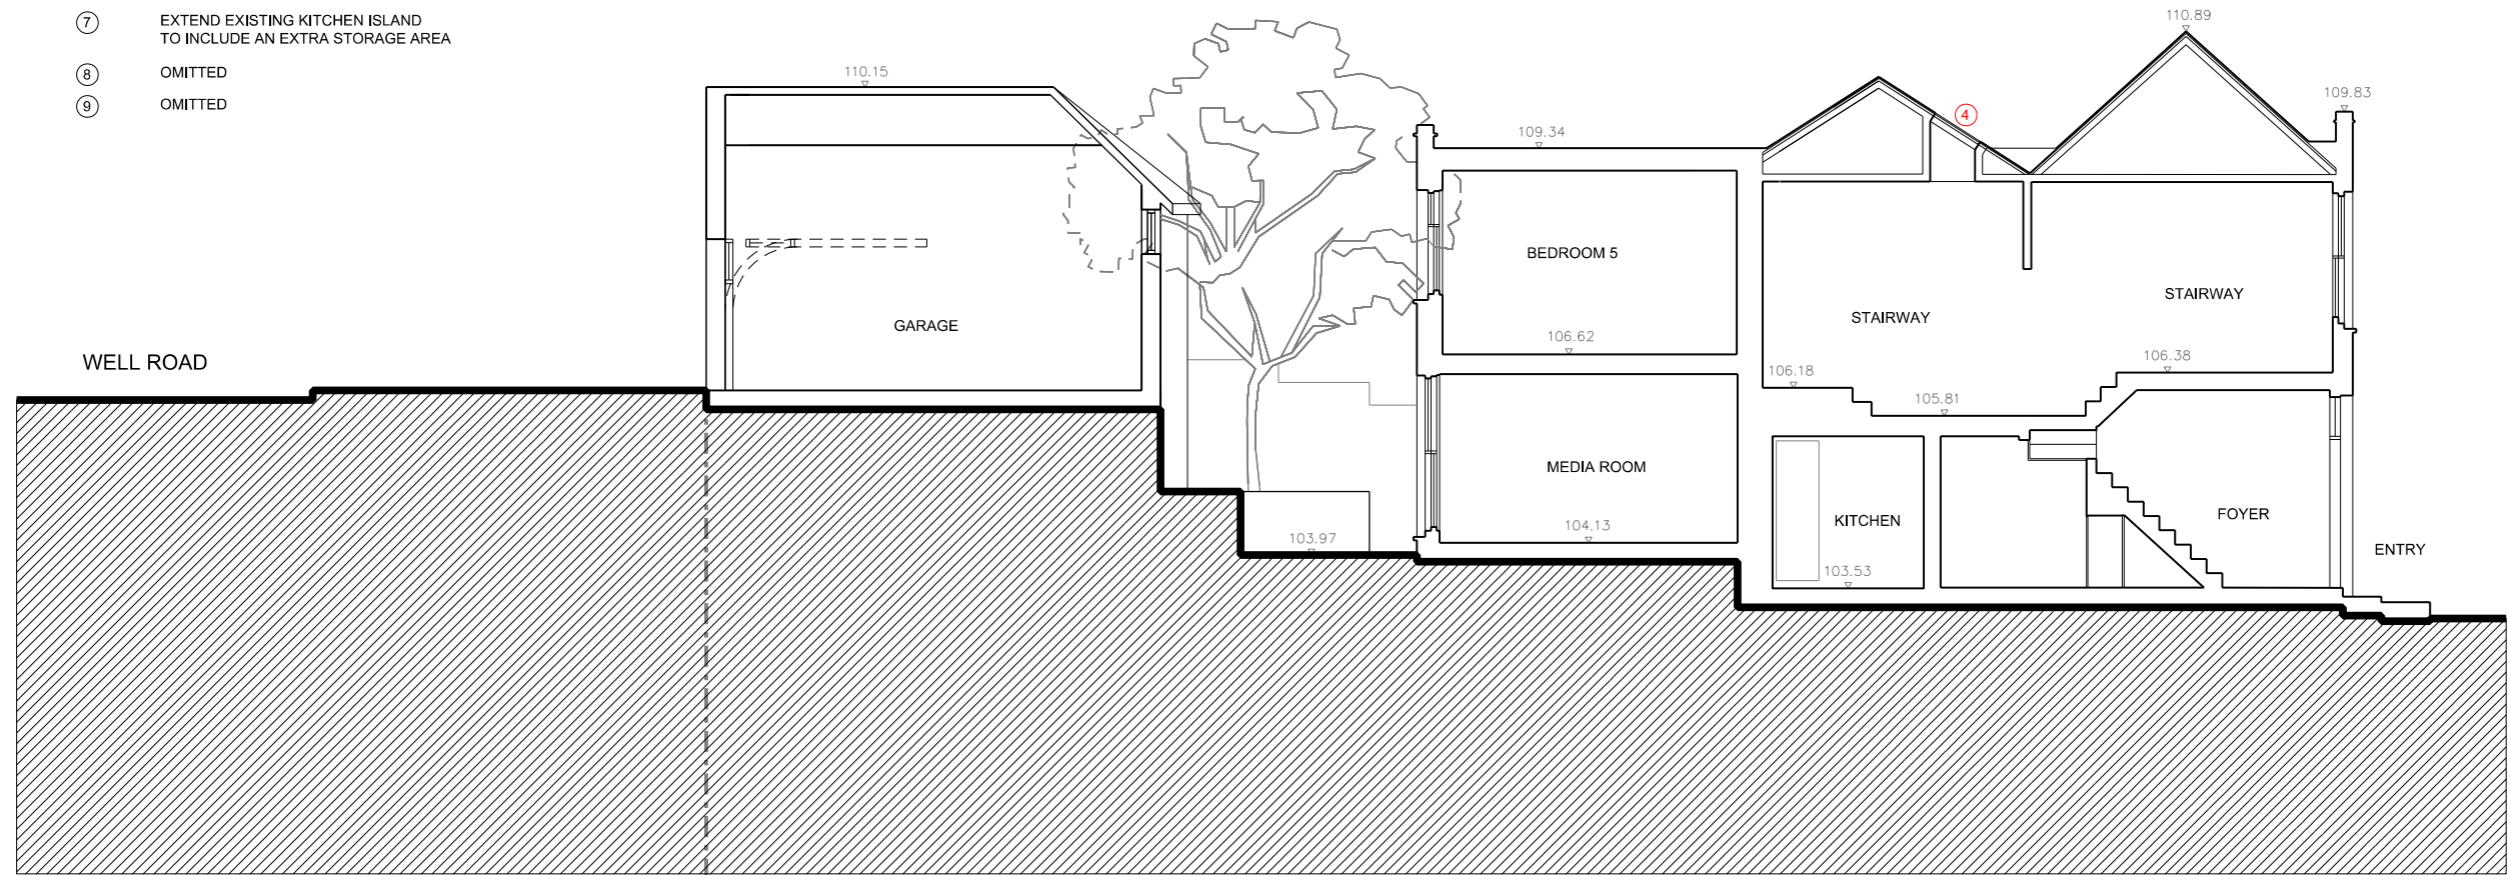 7 EXTEND EXISTING KITCHEN ISLAND
TO INCLUDE AN EXTRA STORAGE AREA
8 OMITTED
9 OMITTED
110.15
110.89
109.83
109.34
4
BEDROOM 5
STAIRWAY
STAIRWAY
GARAGE
WELL ROAD
106.62
106.38
106.18
105.81
MEDIA ROOM
KITCHEN
FOYER
104.13
103.97
103.53
ENTRY